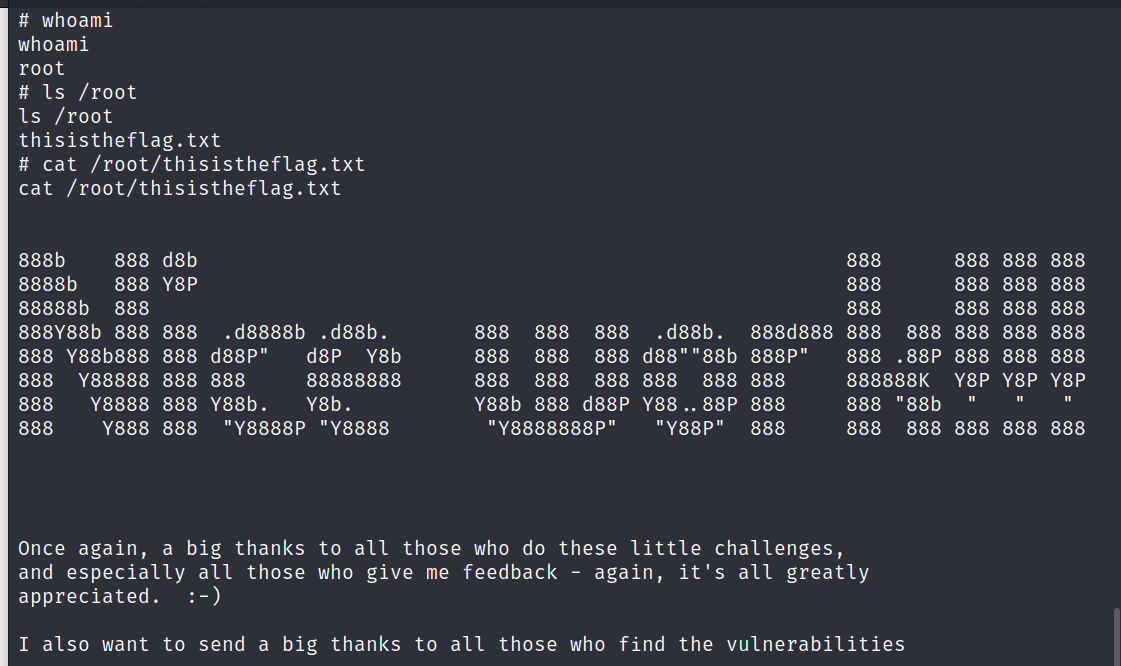 # whoami
whoami
root
# ls /root
ls /root
thisistheflag.txt
# cat /root/thisistheflag.txt
cat /root/thisistheflag.txt
888b    888 d8b                                                      888      888 888 888
8888b   888 Y8P                                                      888      888 888 888
88888b  888                                                          888      888 888 888
888Y88b 888 888  .d8888b .d88b.       888  888  888  .d88b.  888d888 888  888 888 888 888
888 Y88b888 888 d88P"   d8P  Y8b      888  888  888 d88""88b 888P"   888 .88P 888 888 888
888  Y88888 888 888     88888888      888  888  888 888  888 888     888888K  Y8P Y8P Y8P
888   Y8888 888 Y88b.   Y8b.          Y88b 888 d88P Y88..88P 888     888 "88b  "   "   "
888    Y888 888  "Y8888P "Y8888        "Y8888888P"   "Y88P"  888     888  888 888 888 888
Once again, a big thanks to all those who do these little challenges,
and especially all those who give me feedback - again, it's all greatly
appreciated.  :-)
I also want to send a big thanks to all those who find the vulnerabilities